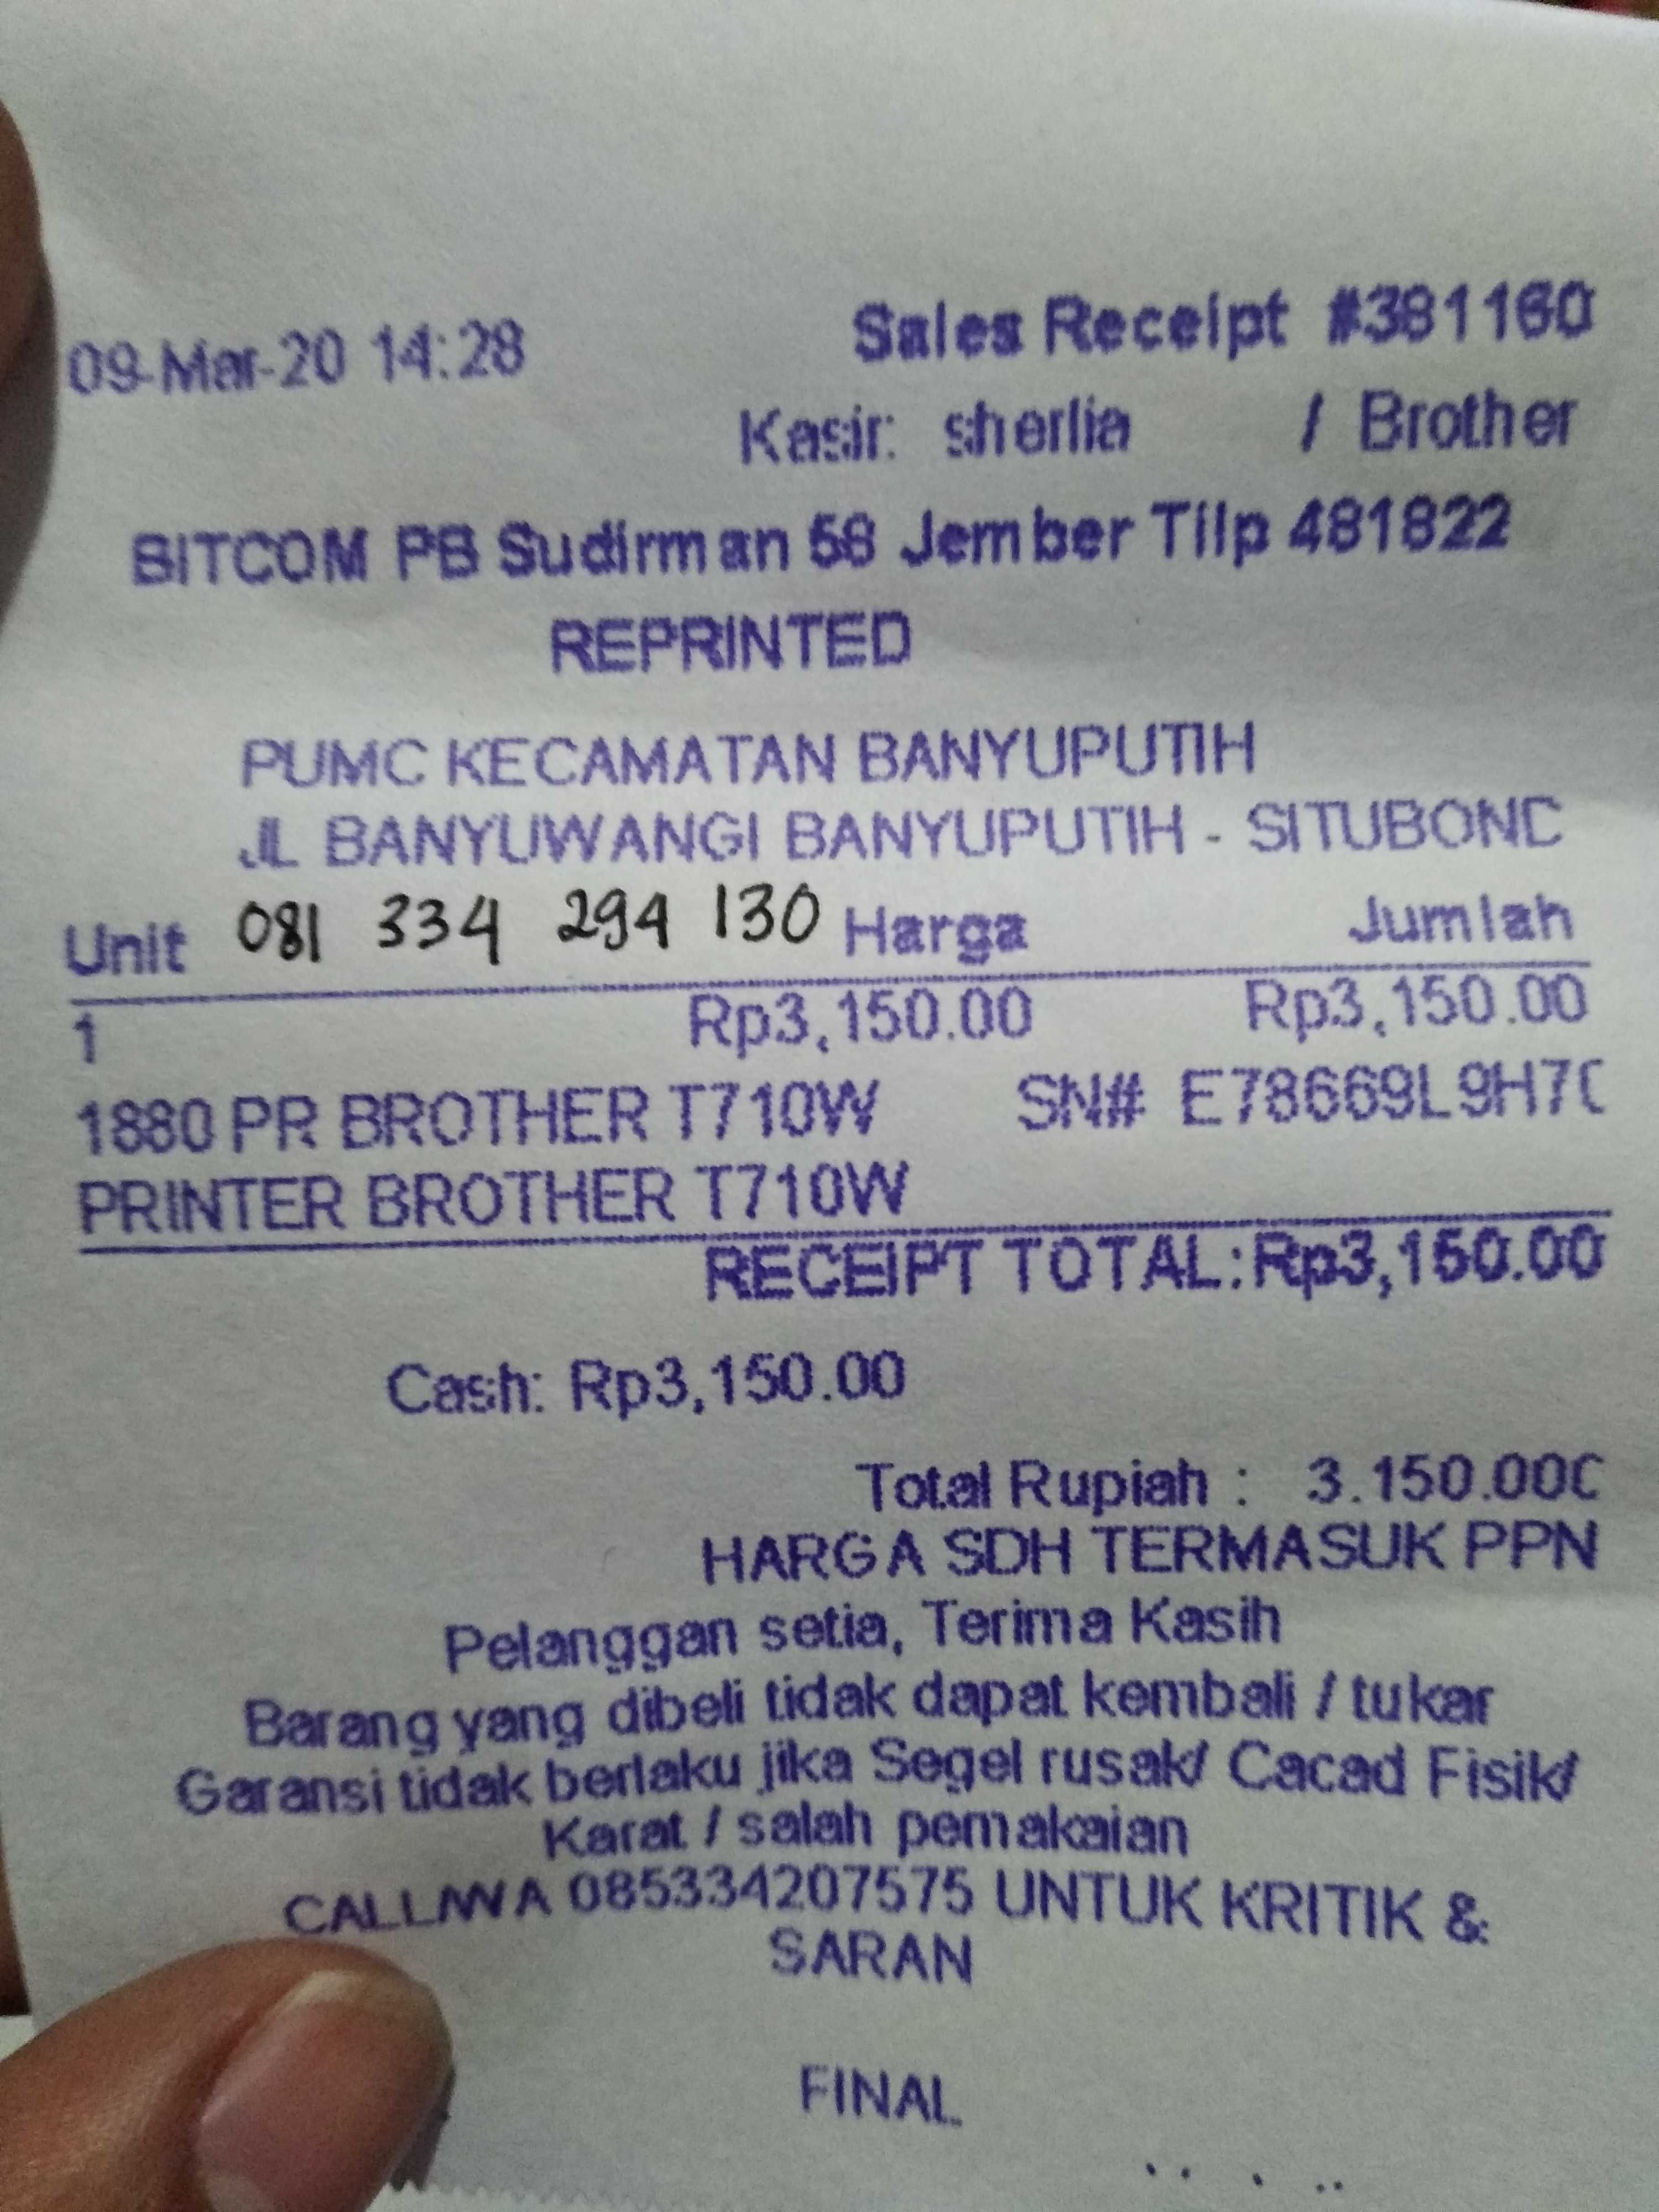 09-Mar-20 14:28 Sales Receipt #381160
Kasir: sherlia / Brother
BITCOM PB Sudirman 56 Jember Tilp 481822
REPRINTED
PUMC KECAMATAN BANYUPUTIH
JL BANYUWANGI BANYUPUTIH - SITUBOND
Unit 081 334 294 130 Harga Jumlah
1 Rp3,150.00 Rp3,150.00
1880 PR BROTHER T710W SN# E78669L9H7
PRINTER BROTHER T710W
RECEIPT TOTAL: Rp3,150.00
Cash: Rp3,150.00
Total Rupiah : 3.150.000
HARGA SDH TERMASUK PPN
Pelanggan setia, Terima Kasih
Barang yang dibeli tidak dapat kembali / tukar
Garansi tidak berlaku jika Segel rusak/ Cacad Fisik/
Karat / salah pemakaian
CALL/WA 085334207575 UNTUK KRITIK &
SARAN
FINAL